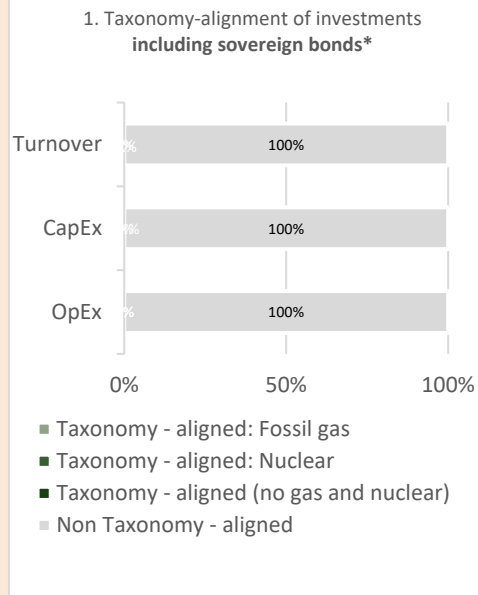 1. Taxonomy-alignment of investments
including sovereign bonds*
Turnover
100%
CapEx
100%
OpEx
100%
0% 50% 100%
Taxonomy - aligned: Fossil gas
Taxonomy - aligned: Nuclear
Taxonomy - aligned (no gas and nuclear)
Non Taxonomy - aligned